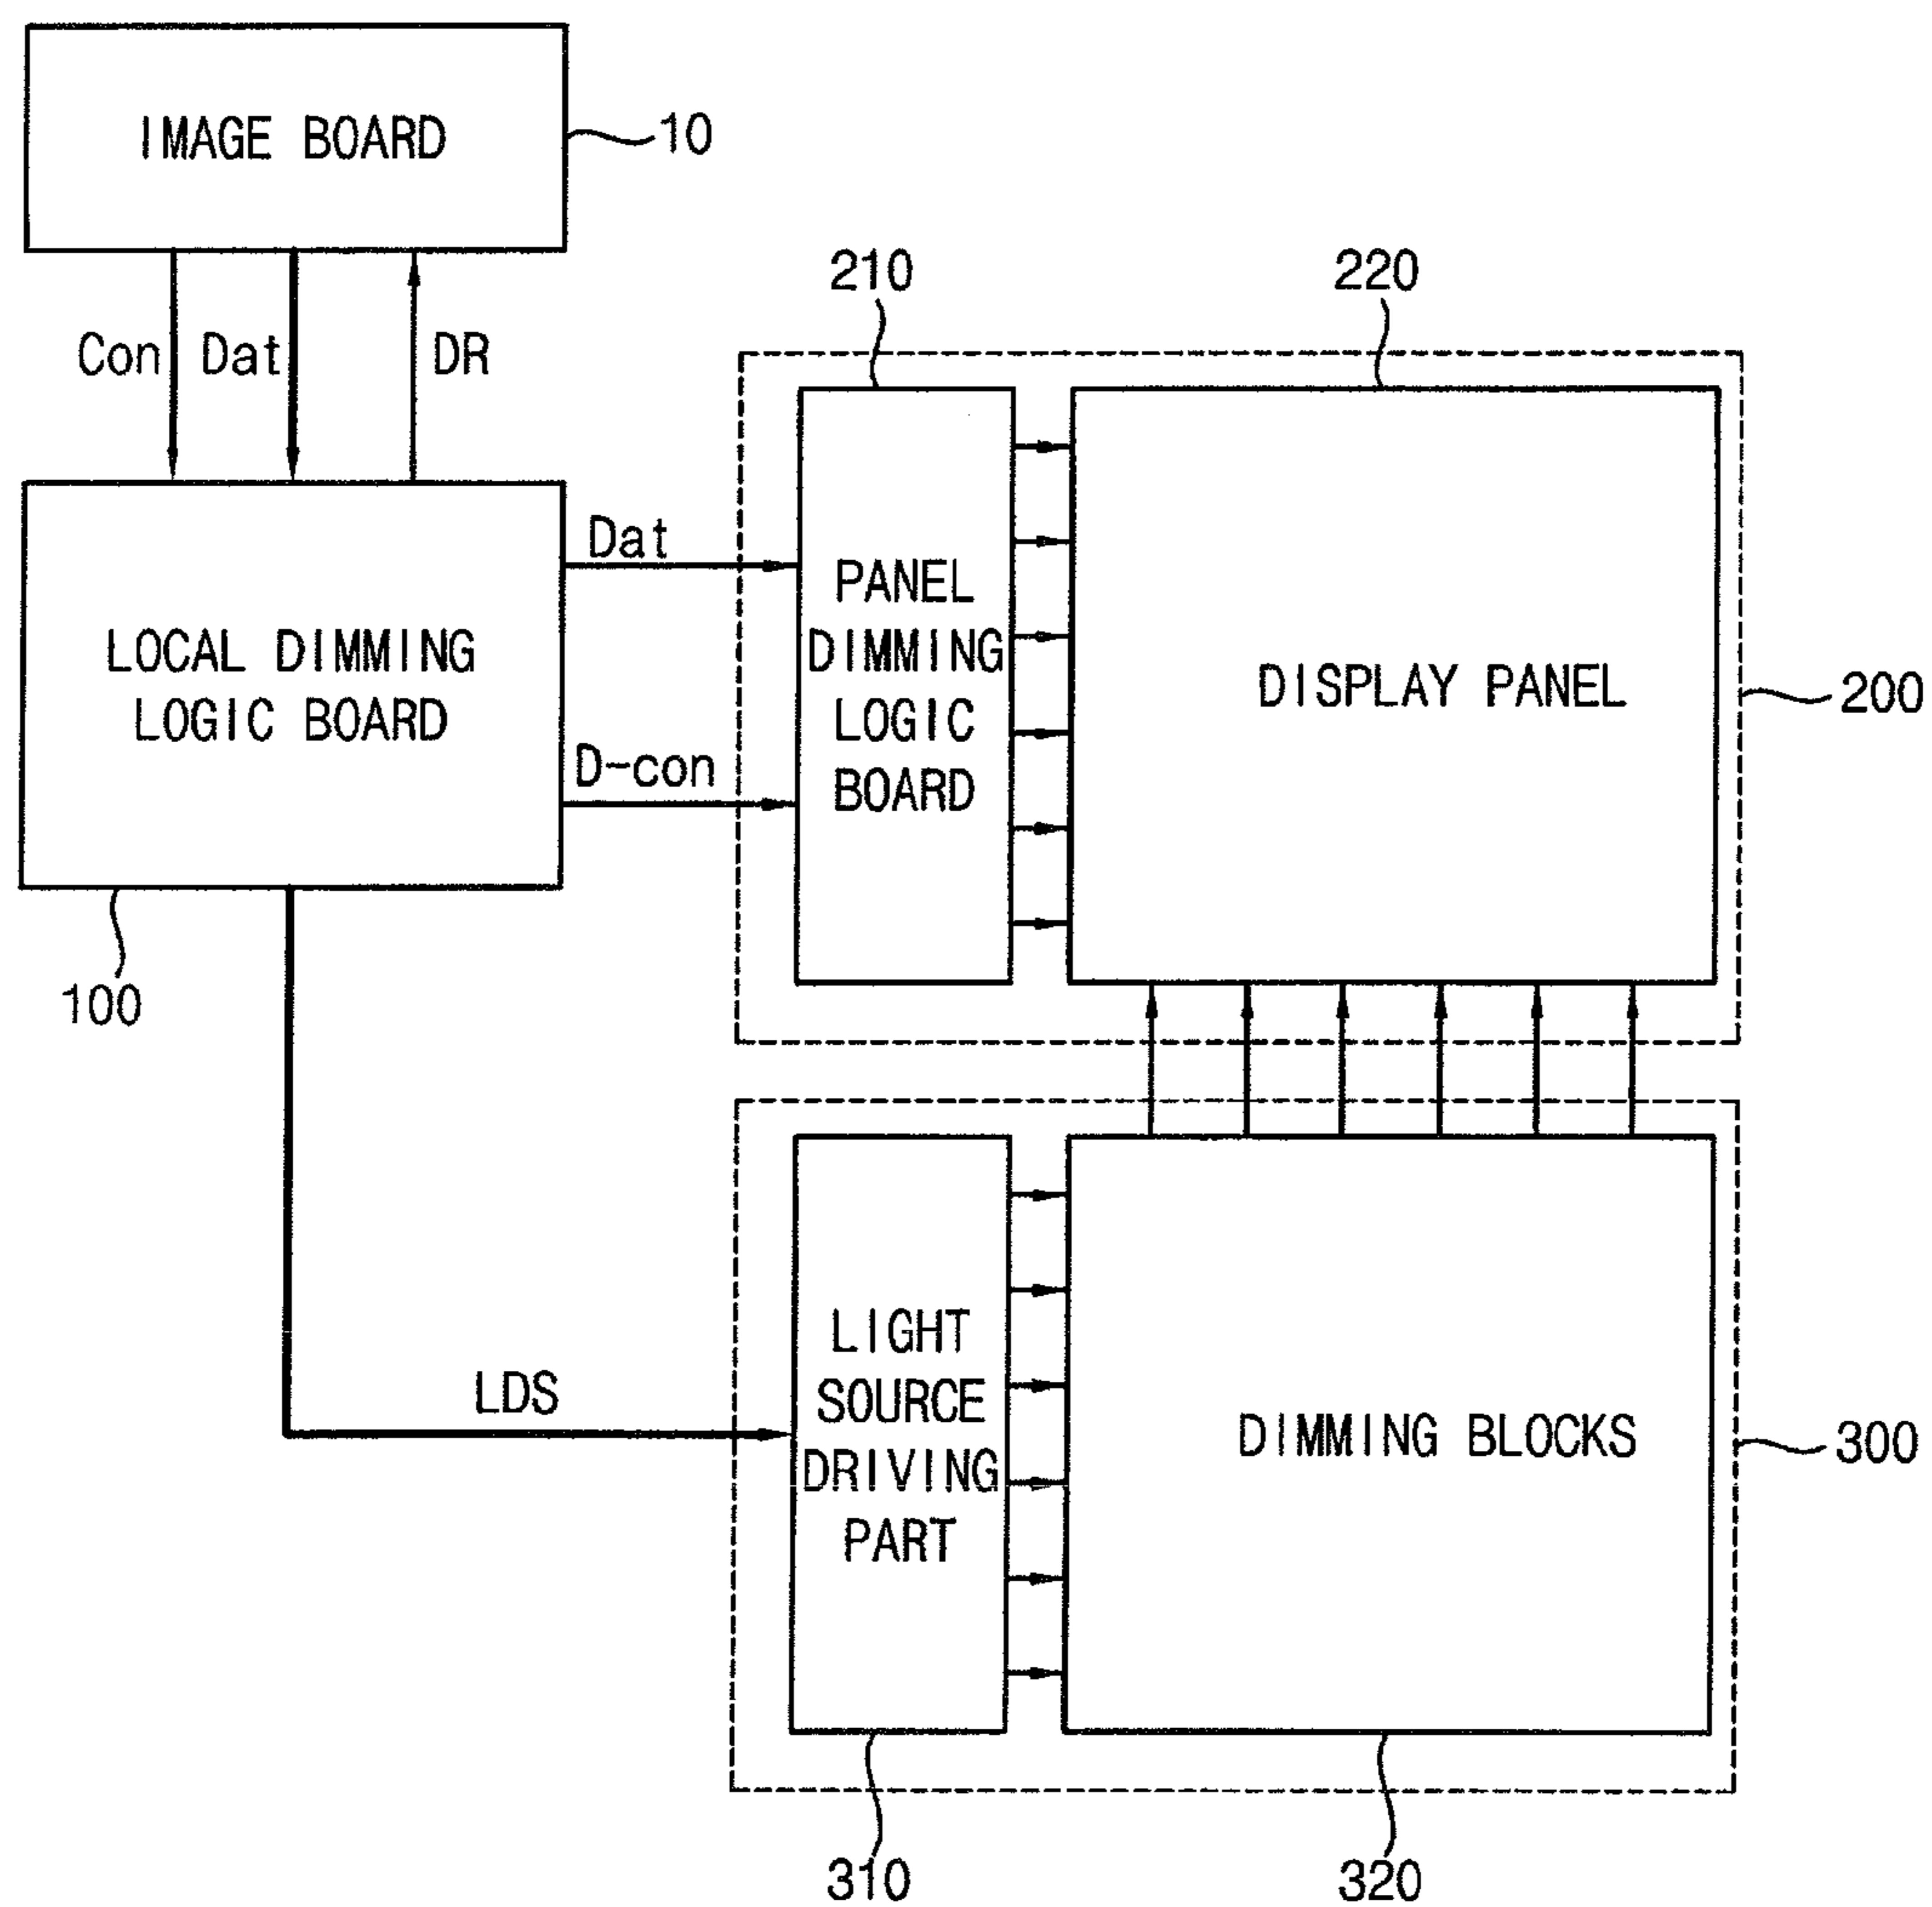 IMAGE BOARD
10
Con
Dat
DR
210
220
Dat
D-con
LOCAL DIMMING
LOGIC BOARD
100
PANEL
DIMMING
LOGIC
BOARD
DISPLAY PANEL
200
LDS
LIGHT
SOURCE
DRIVING
PART
DIMMING BLOCKS
300
310
320